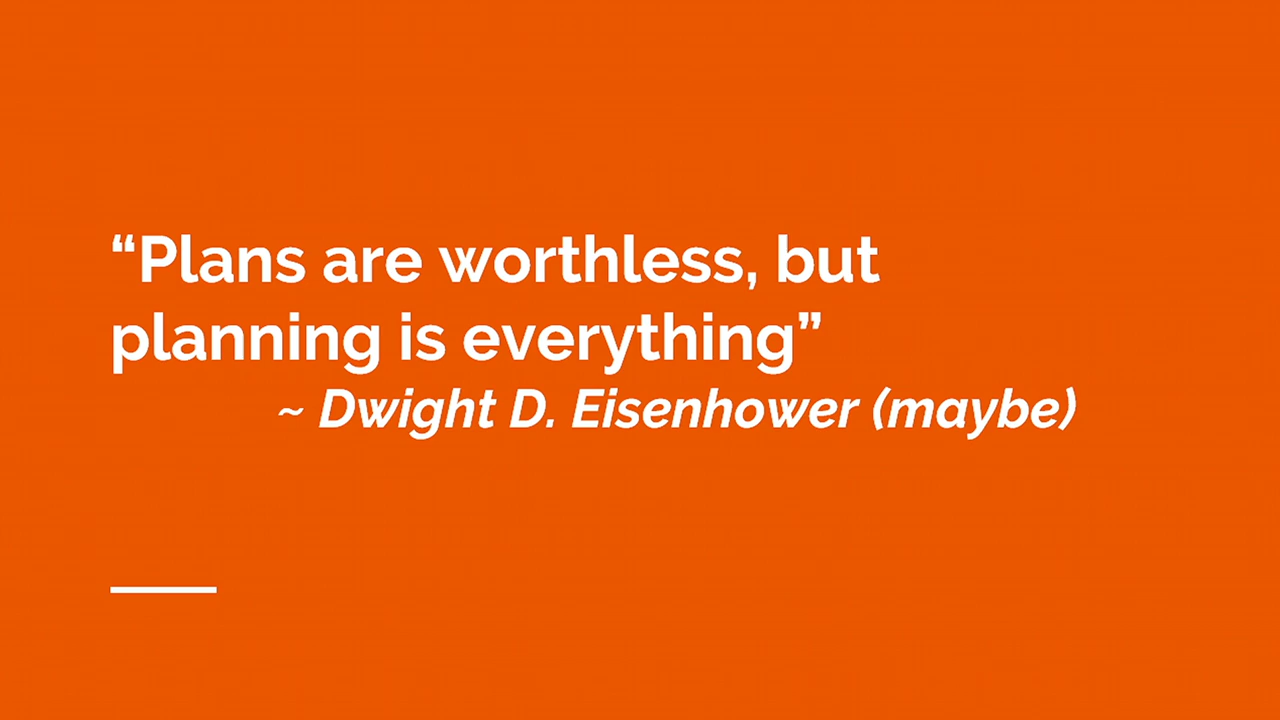 “Plans are worthless, but
planning is everything”
~ Dwight D. Eisenhower (maybe)